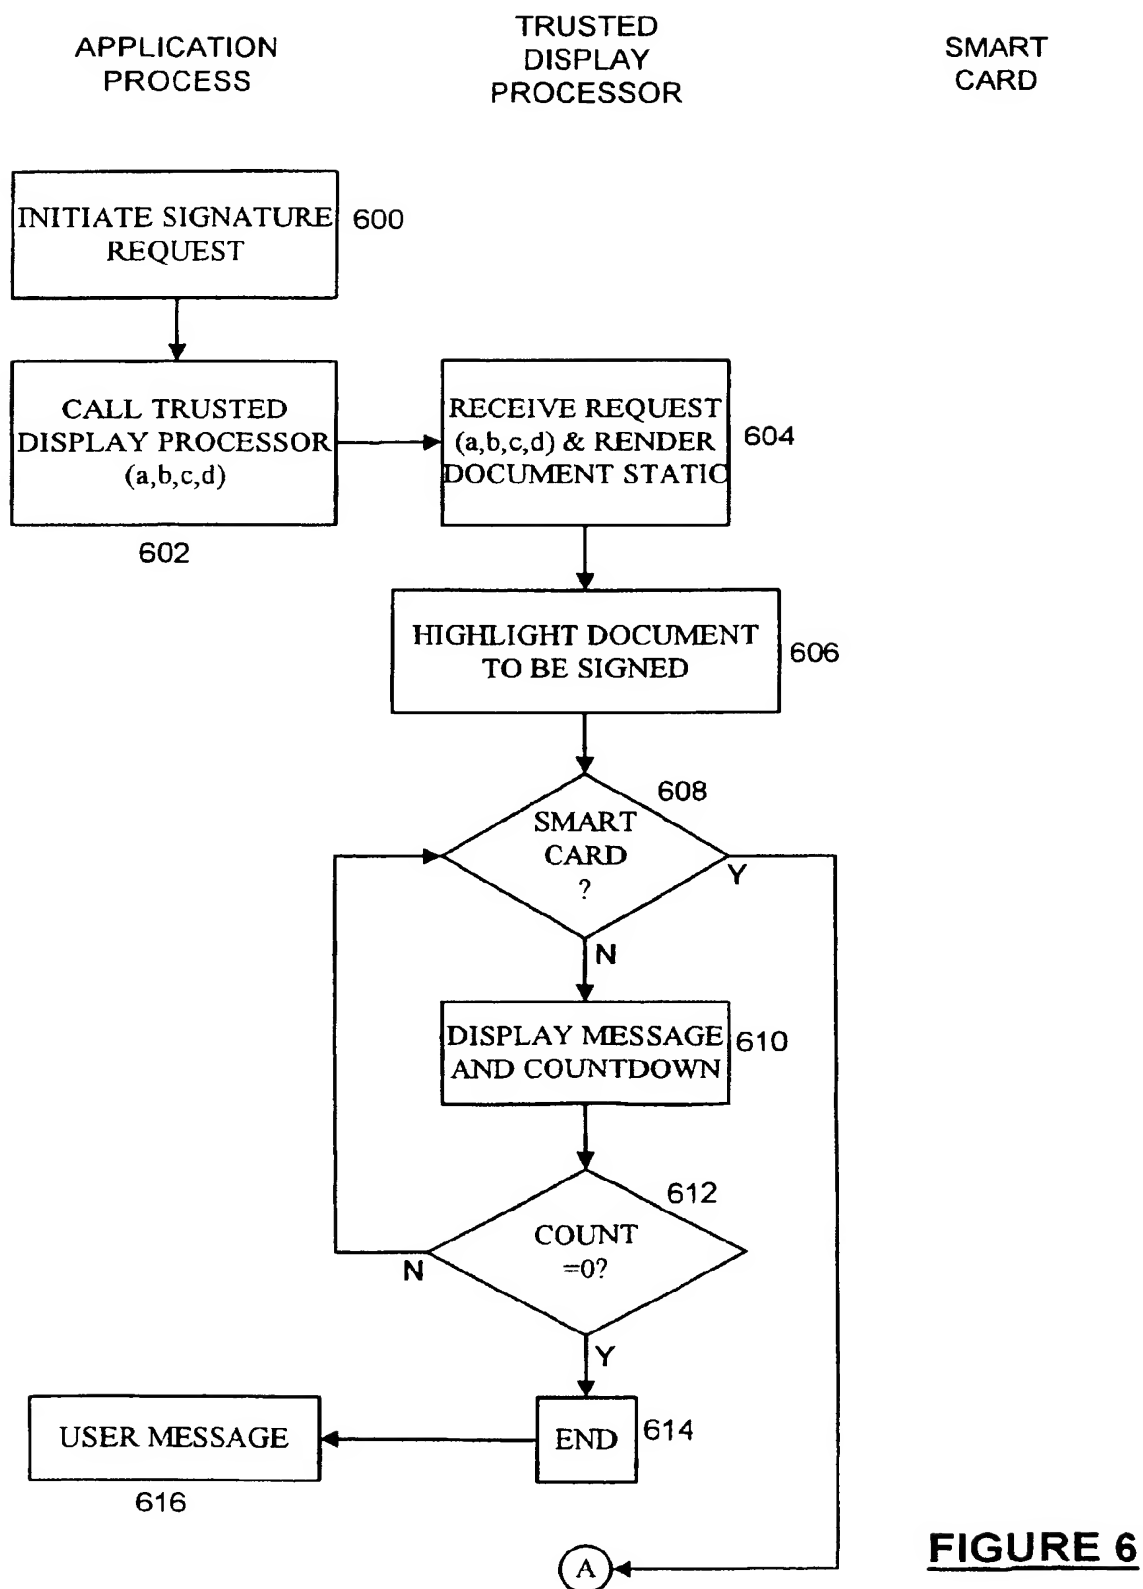 APPLICATION
PROCESS
TRUSTED
DISPLAY
PROCESSOR
SMART
CARD
INITIATE SIGNATURE
REQUEST
600
CALL TRUSTED
DISPLAY PROCESSOR
(a,b,c,d)
602
RECEIVE REQUEST
(a,b,c,d) & RENDER
DOCUMENT STATIC
604
HIGHLIGHT DOCUMENT
TO BE SIGNED
606
SMART
CARD
?
608
Y
N
DISPLAY MESSAGE
AND COUNTDOWN
610
COUNT
=0?
612
N
Y
END
614
USER MESSAGE
616
A
FIGURE 6